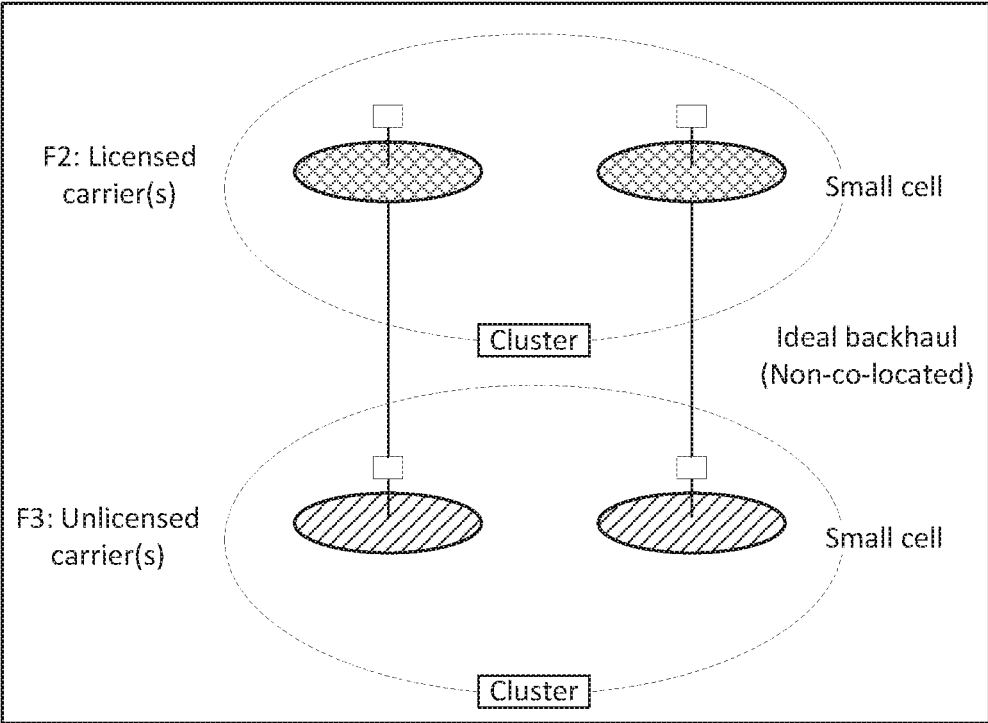 F2: Licensed
carrier(s)
Small cell
Cluster
Ideal backhaul
(Non-co-located)
F3: Unlicensed
carrier(s)
Small cell
Cluster